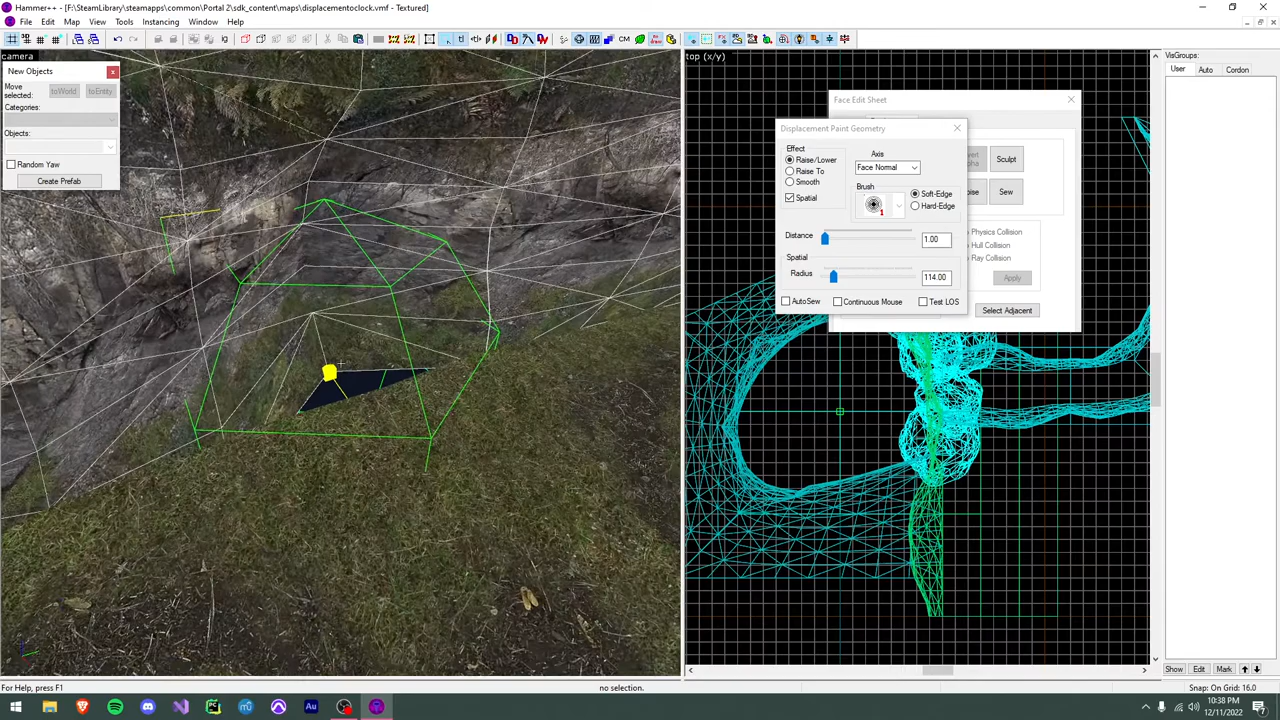 Hammer++ - [F:\SteamLibrary\steamapps\common\Portal 2\sdk_content\maps\displacementoclock.vmf - Textured]
File Edit Map View Tools Instancing Window Help
camera
top (x/y)
VisGroups:
User Auto Cordon
New Objects
Move selected:
toWorld toEntity
Categories:
Objects:
Random Yaw
Create Prefab
Face Edit Sheet
Sculpt
Sew
Physics Collision
Hull Collision
Ray Collision
Apply
Select Adjacent
Displacement Paint Geometry
Effect
Raise/Lower
Raise To
Smooth
Spatial
Axis
Face Normal
Brush
1
Soft-Edge
Hard-Edge
Distance 1.00
Spatial
Radius 114.00
AutoSew Continuous Mouse Test LOS
Show Edit Mark
For Help, press F1
no selection.
Snap: On Grid: 16.0
10:38 PM
12/11/2022